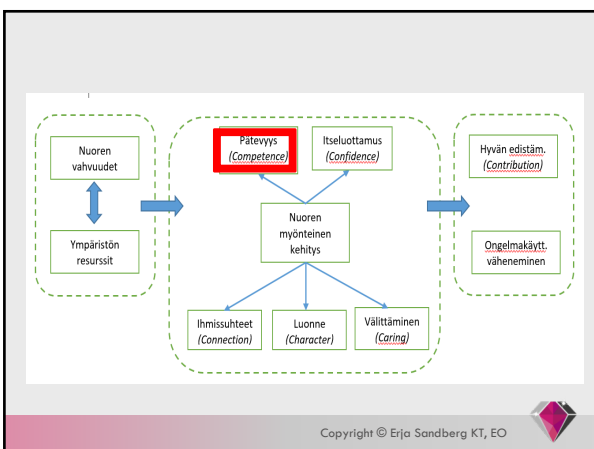 Nuoren
vahvuudet
Ympäristön
resurssit
Pätevyys
(Competence)
Itseluottamus
(Confidence)
Nuoren
myönteinen
kehitys
Ihmissuhteet
(Connection)
Luonne
(Character)
Välittäminen
(Caring)
Hyvän edistäm.
(Contribution)
Ongelmakäytt.
väheneminen
Copyright © Erja Sandberg KT, EO